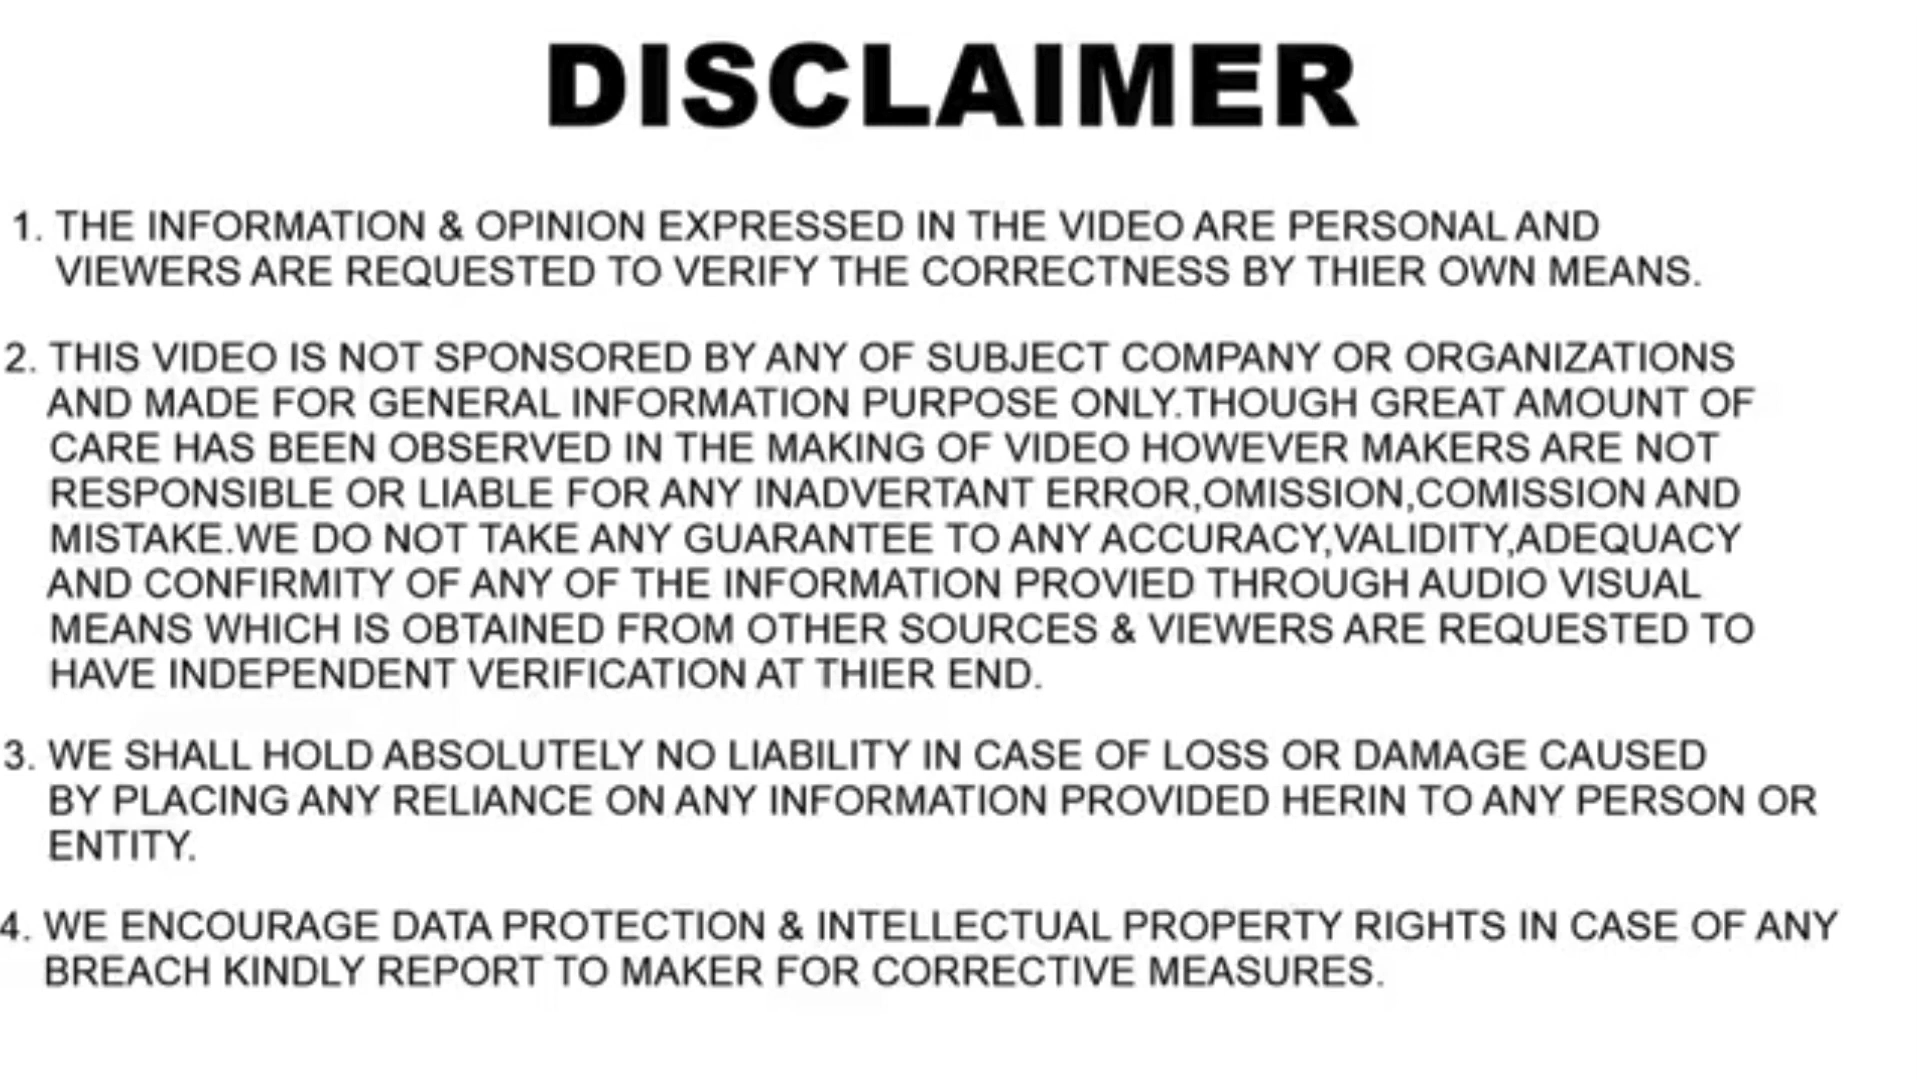 DISCLAIMER
1. THE INFORMATION & OPINION EXPRESSED IN THE VIDEO ARE PERSONAL AND
VIEWERS ARE REQUESTED TO VERIFY THE CORRECTNESS BY THIER OWN MEANS.
2. THIS VIDEO IS NOT SPONSORED BY ANY OF SUBJECT COMPANY OR ORGANIZATIONS
AND MADE FOR GENERAL INFORMATION PURPOSE ONLY.THOUGH GREAT AMOUNT OF
CARE HAS BEEN OBSERVED IN THE MAKING OF VIDEO HOWEVER MAKERS ARE NOT
RESPONSIBLE OR LIABLE FOR ANY INADVERTANT ERROR,OMISSION,COMISSION AND
MISTAKE.WE DO NOT TAKE ANY GUARANTEE TO ANY ACCURACY,VALIDITY,ADEQUACY
AND CONFIRMITY OF ANY OF THE INFORMATION PROVIED THROUGH AUDIO VISUAL
MEANS WHICH IS OBTAINED FROM OTHER SOURCES & VIEWERS ARE REQUESTED TO
HAVE INDEPENDENT VERIFICATION AT THIER END.
3. WE SHALL HOLD ABSOLUTELY NO LIABILITY IN CASE OF LOSS OR DAMAGE CAUSED
BY PLACING ANY RELIANCE ON ANY INFORMATION PROVIDED HERIN TO ANY PERSON OR
ENTITY.
4. WE ENCOURAGE DATA PROTECTION & INTELLECTUAL PROPERTY RIGHTS IN CASE OF ANY
BREACH KINDLY REPORT TO MAKER FOR CORRECTIVE MEASURES.